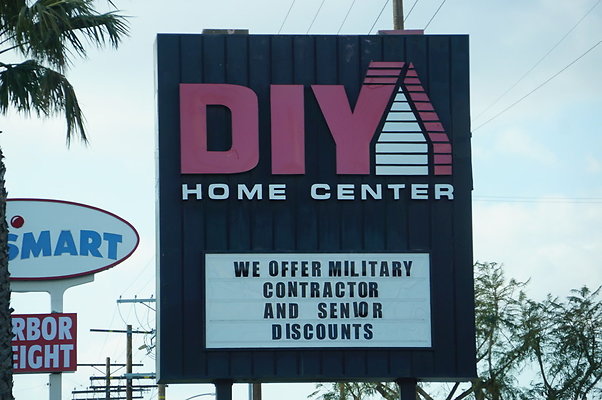 DIY
HOME CENTER
WE OFFER MILITARY
CONTRACTOR
AND SENIOR
DISCOUNTS
SMART
RBOR
EIGHT